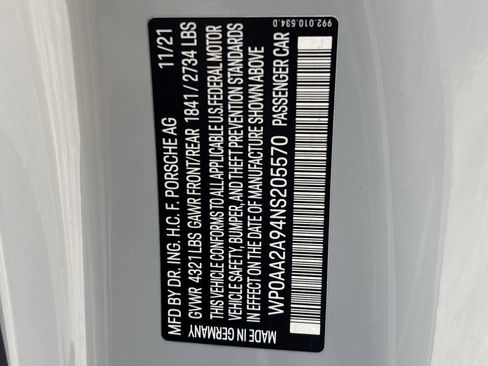 MFD BY DR. ING. H.C. F. PORSCHE AG 11/21
GVWR 4321 LBS GAWR FRONT/REAR 1841 / 2734 LBS
THIS VEHICLE CONFORMS TO ALL APPLICABLE U.S. FEDERAL MOTOR
VEHICLE SAFETY, BUMPER, AND THEFT PREVENTION STANDARDS
IN EFFECT ON THE DATE OF MANUFACTURE SHOWN ABOVE
WP0AA2A94NS205570 PASSENGER CAR
MADE IN GERMANY
992.010.534.D